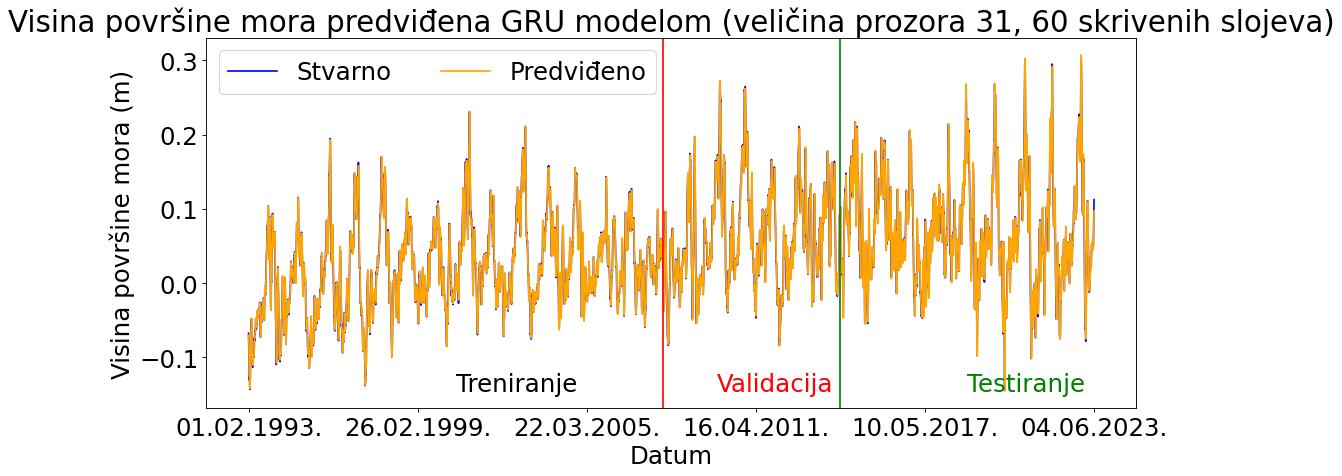 Visina površine mora predviđena GRU modelom (veličina prozora 31, 60 skrivenih slojeva)
Stvarno
Predviđeno
Visina površine mora (m)
0.3
0.2
0.1
0.0
−0.1
Treniranje
Validacija
Testiranje
01.02.1993.
26.02.1999.
22.03.2005.
16.04.2011.
10.05.2017.
04.06.2023.
Datum